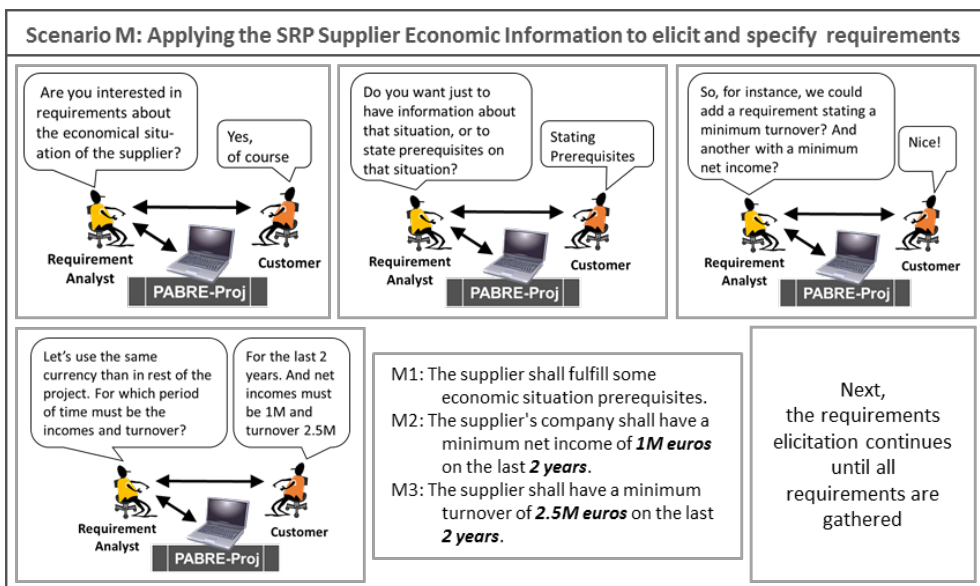 Scenario M: Applying the SRP Supplier Economic Information to elicit and specify requirements
Are you interested in
requirements about
the economical situ-
ation of the supplier?
Yes,
of course
Requirement
Analyst
Customer
PABRE-Proj
Do you want just to
have information about
that situation, or to
state prerequisites on
that situation?
Stating
Prerequisites
Requirement
Analyst
Customer
PABRE-Proj
So, for instance, we could
add a requirement stating a
minimum turnover? And
another with a minimum
net income?
Nice!
Requirement
Analyst
Customer
PABRE-Proj
Let's use the same
currency than in rest of the
project. For which period
of time must be the
incomes and turnover?
For the last 2
years. And net
incomes must
be 1M and
turnover 2.5M
Requirement
Analyst
Customer
PABRE-Proj
M1: The supplier shall fulfill some
economic situation prerequisites.
M2: The supplier's company shall have a
minimum net income of 1M euros
on the last 2 years.
M3: The supplier shall have a minimum
turnover of 2.5M euros on the last
2 years.
Next,
the requirements
elicitation continues
until all
requirements are
gathered